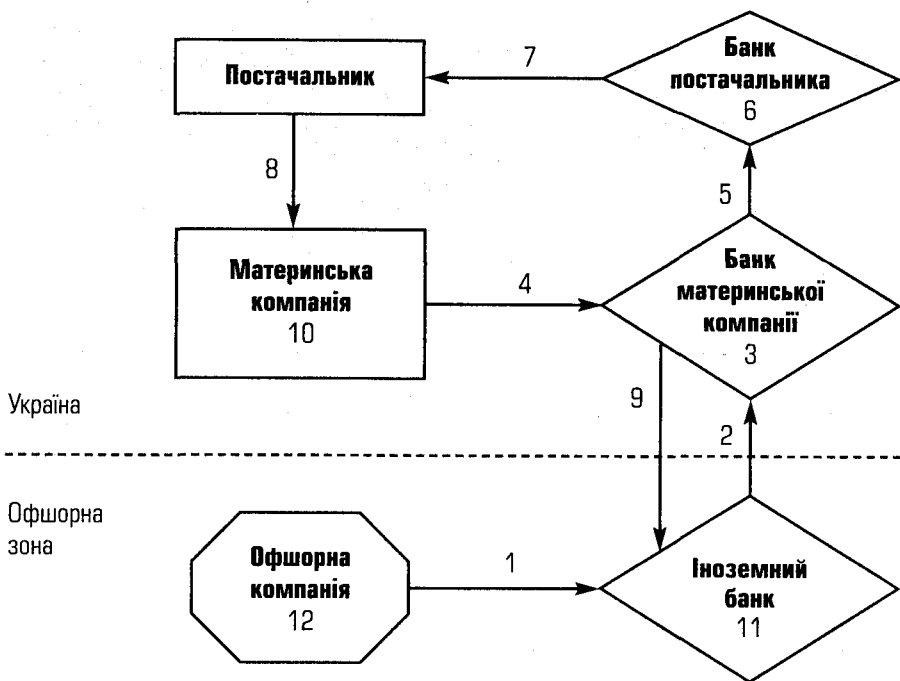 Постачальник
7
Банк
постачальника
6
8
5
Материнська
компанія
10
4
Банк
материнської
компанії
3
Україна
9
2
Офшорна
зона
Офшорна
компанія
12
1
Іноземний
банк
11